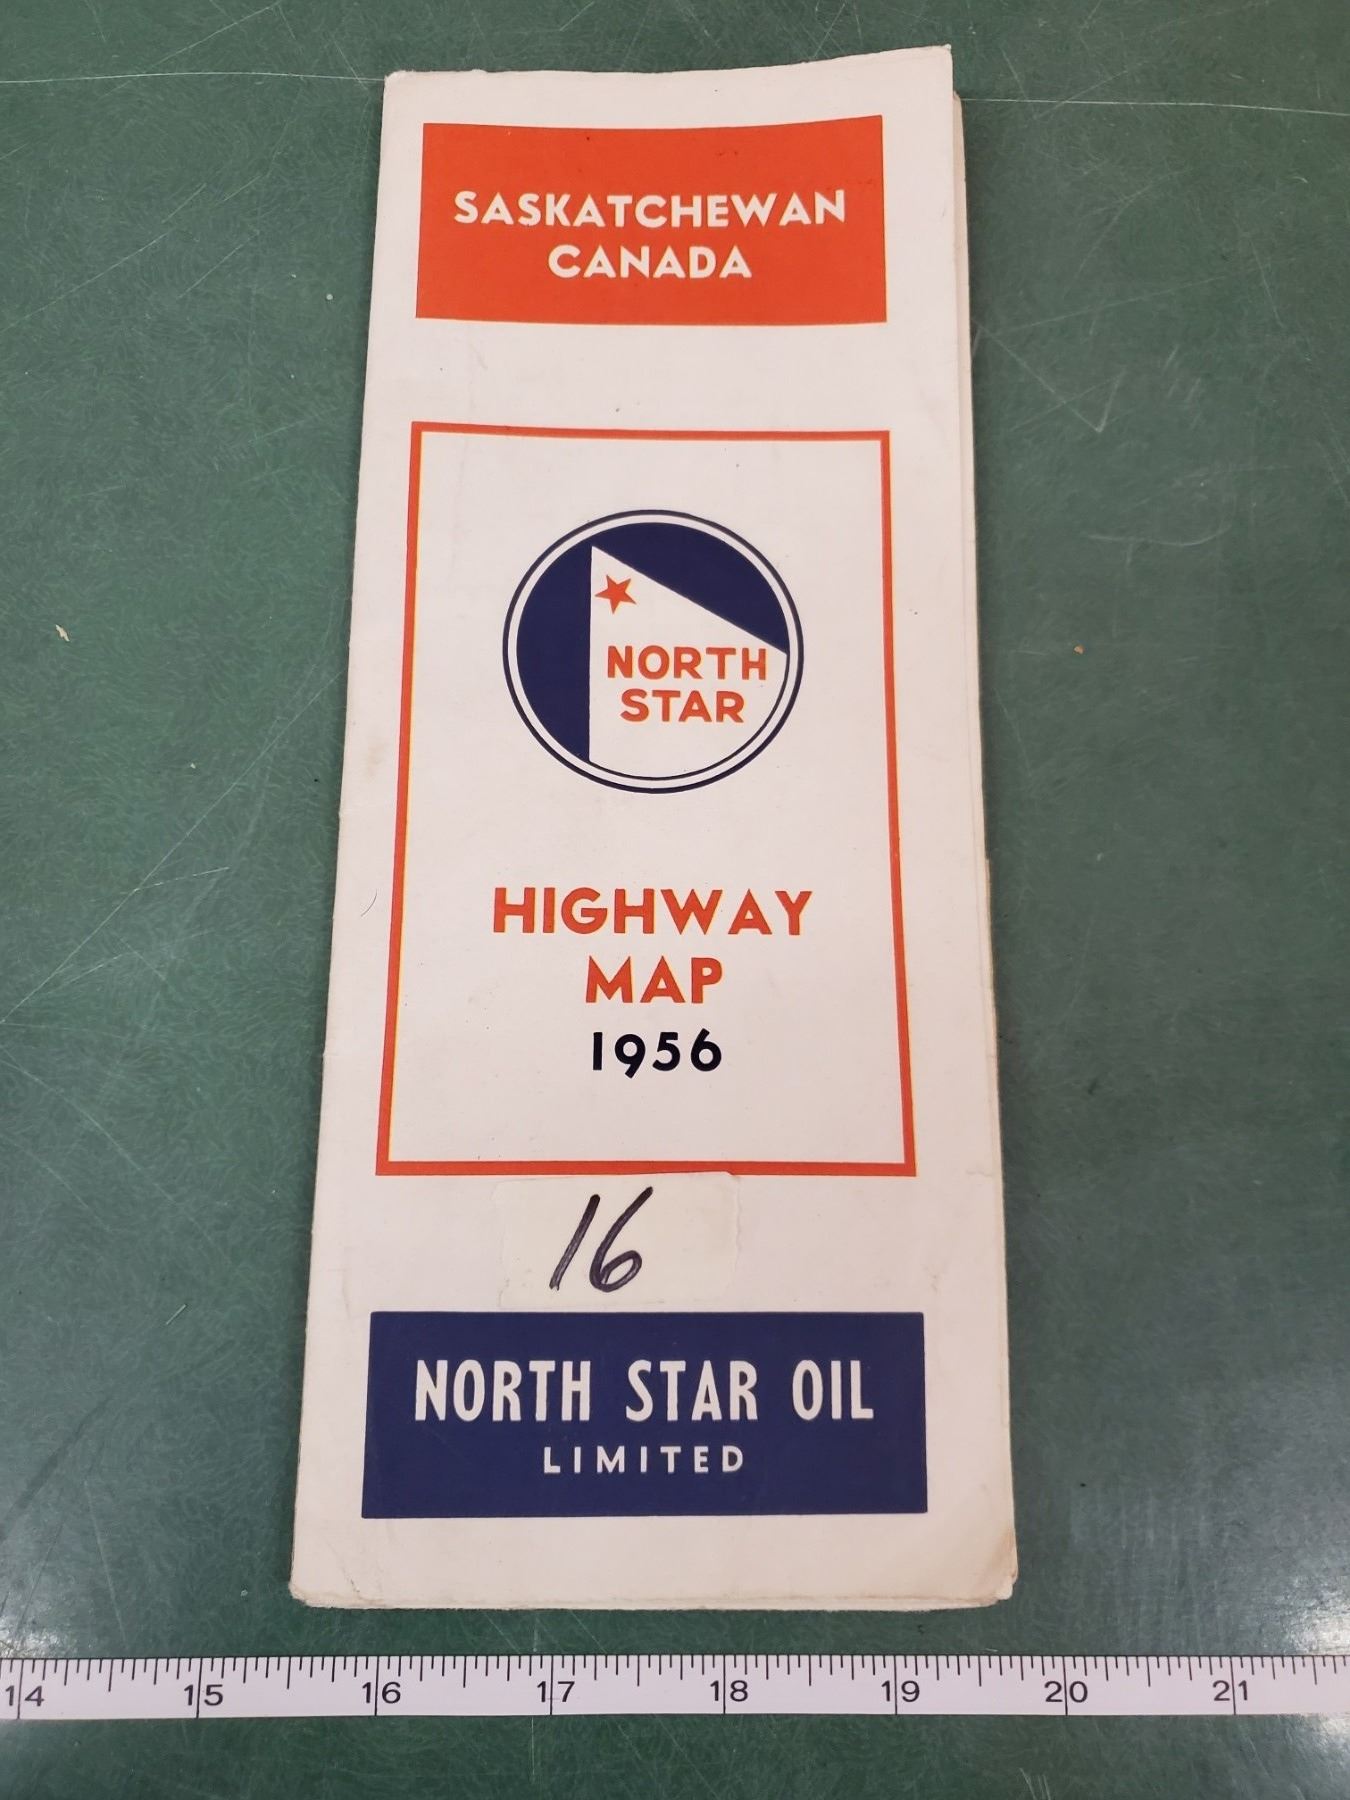 SASKATCHEWAN
CANADA
NORTH
STAR
HIGHWAY
MAP
1956
16
NORTH STAR OIL
LIMITED
14 15 16 17 18 19 20 21